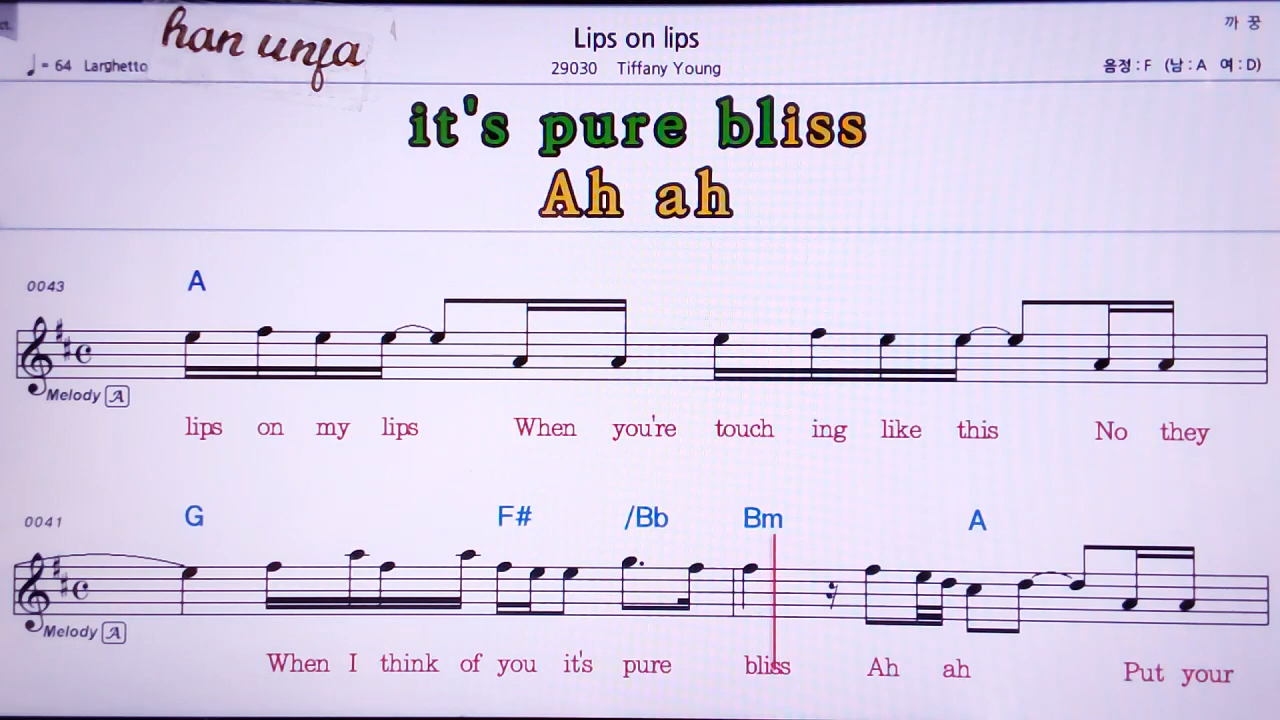 han unfa
Lips on lips
까 꿍
♩= 64 Larghetto
29030 Tiffany Young
음정 : F (남 : A 여 : D)
it's pure bliss
Ah ah
0043
A
Melody A
lips on my lips When you're touch ing like this No they
0041
G F# /Bb Bm A
Melody A
When I think of you it's pure bliss Ah ah Put your